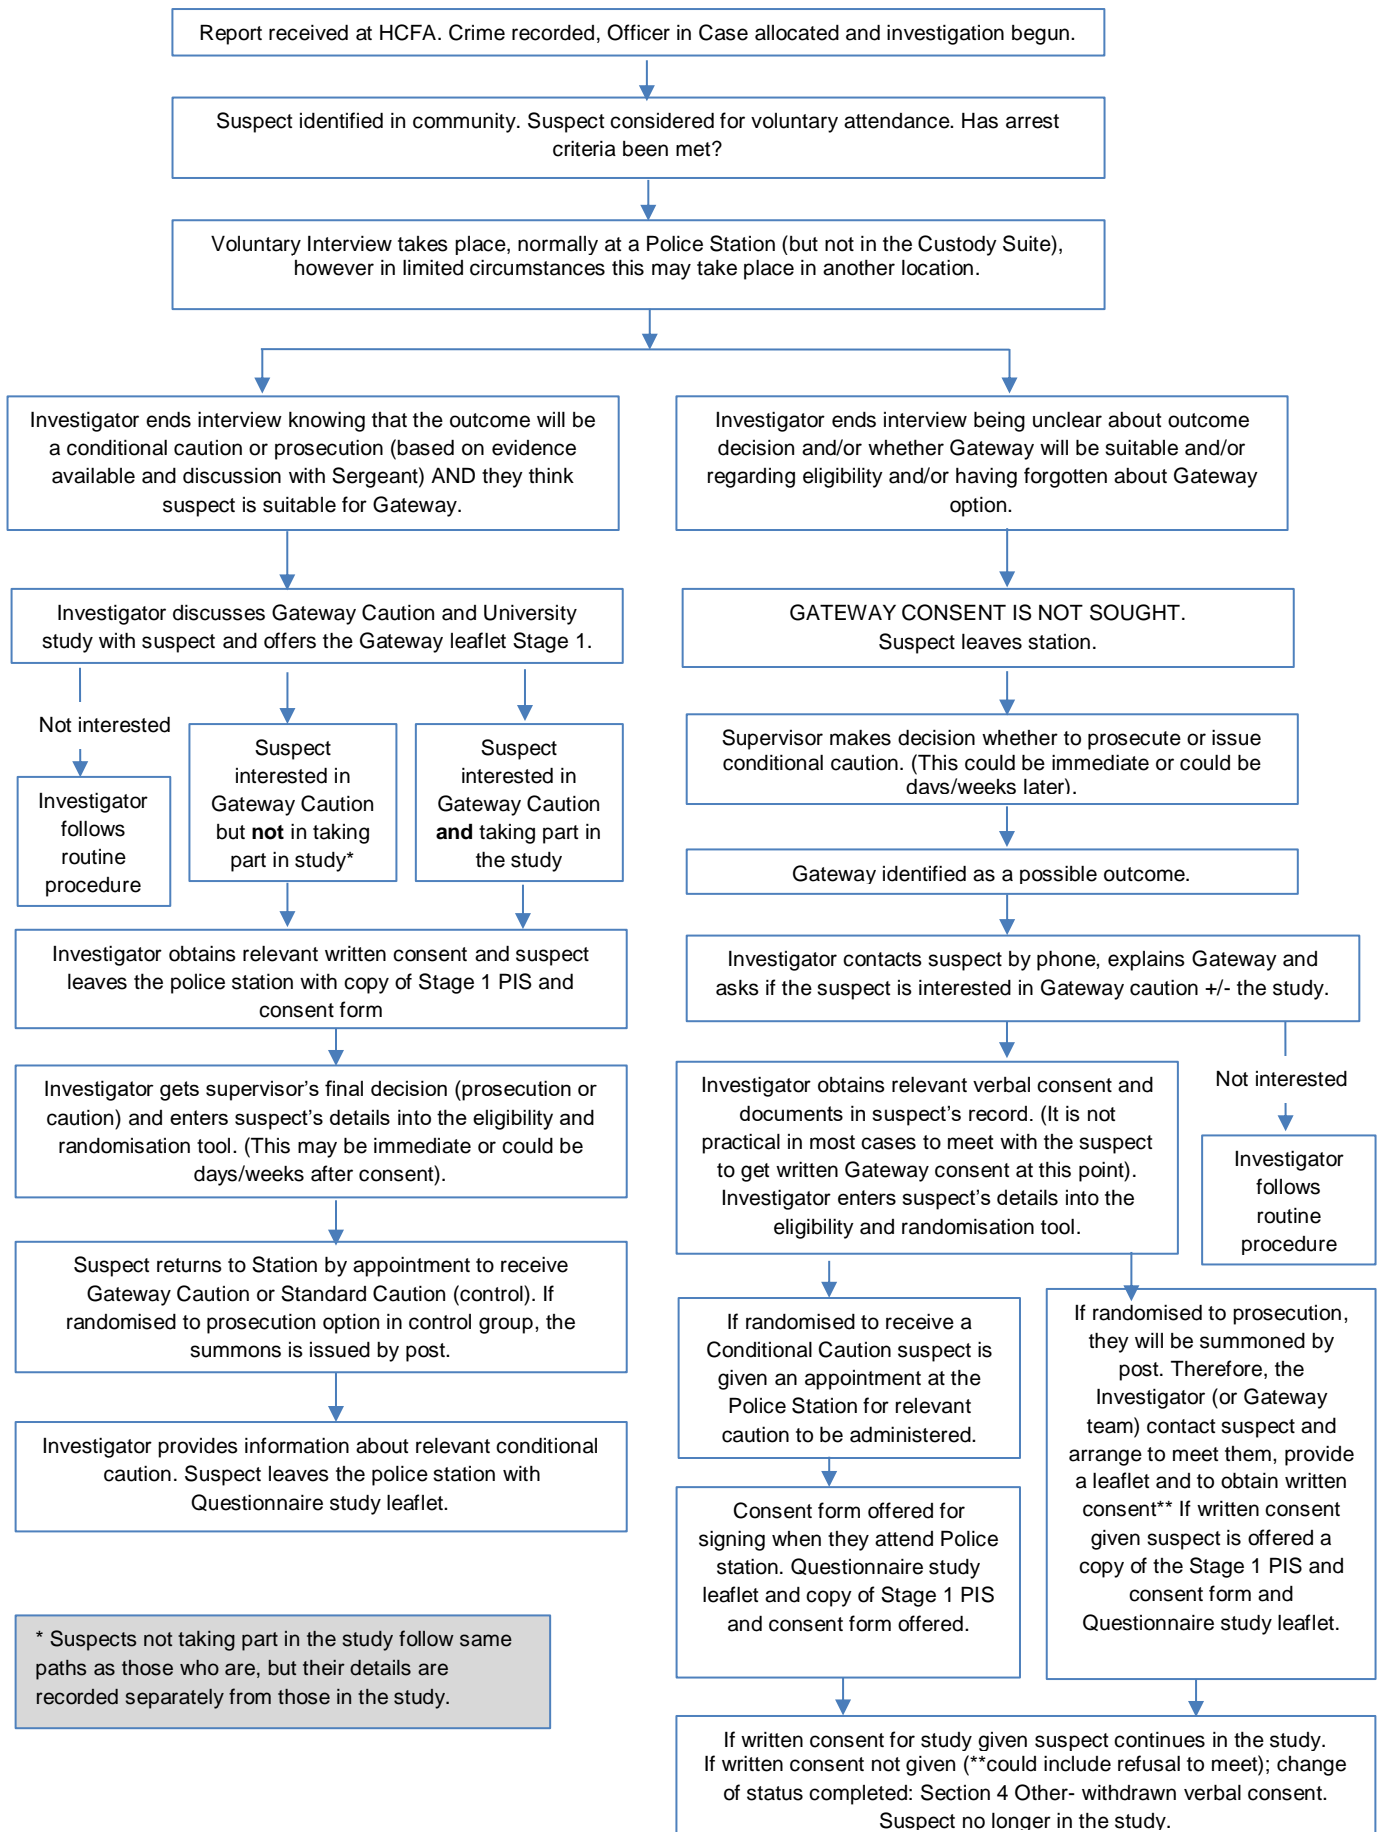 Report received at HCFA. Crime recorded, Officer in Case allocated and investigation begun.
Suspect identified in community. Suspect considered for voluntary attendance. Has arrest
criteria been met?
Voluntary Interview takes place, normally at a Police Station (but not in the Custody Suite),
however in limited circumstances this may take place in another location.
Investigator ends interview knowing that the outcome will be
a conditional caution or prosecution (based on evidence
available and discussion with Sergeant) AND they think
suspect is suitable for Gateway.
Investigator discusses Gateway Caution and University
study with suspect and offers the Gateway leaflet Stage 1.
Not interested
Investigator
follows
routine
procedure
Suspect
interested in
Gateway Caution
but not in taking
part in study*
Suspect
interested in
Gateway Caution
and taking part in
the study
Investigator obtains relevant written consent and suspect
leaves the police station with copy of Stage 1 PIS and
consent form
Investigator gets supervisor's final decision (prosecution or
caution) and enters suspect's details into the eligibility and
randomisation tool. (This may be immediate or could be
days/weeks after consent).
Suspect returns to Station by appointment to receive
Gateway Caution or Standard Caution (control). If
randomised to prosecution option in control group, the
summons is issued by post.
Investigator provides information about relevant conditional
caution. Suspect leaves the police station with
Questionnaire study leaflet.
* Suspects not taking part in the study follow same
paths as those who are, but their details are
recorded separately from those in the study.
Investigator ends interview being unclear about outcome
decision and/or whether Gateway will be suitable and/or
regarding eligibility and/or having forgotten about Gateway
option.
GATEWAY CONSENT IS NOT SOUGHT.
Suspect leaves station.
Supervisor makes decision whether to prosecute or issue
conditional caution. (This could be immediate or could be
days/weeks later).
Gateway identified as a possible outcome.
Investigator contacts suspect by phone, explains Gateway and
asks if the suspect is interested in Gateway caution +/- the study.
Investigator obtains relevant verbal consent and
documents in suspect's record. (It is not
practical in most cases to meet with the suspect
to get written Gateway consent at this point).
Investigator enters suspect's details into the
eligibility and randomisation tool.
Not interested
Investigator
follows
routine
procedure
If randomised to receive a
Conditional Caution suspect is
given an appointment at the
Police Station for relevant
caution to be administered.
Consent form offered for
signing when they attend Police
station. Questionnaire study
leaflet and copy of Stage 1 PIS
and consent form offered.
If randomised to prosecution,
they will be summoned by
post. Therefore, the
Investigator (or Gateway
team) contact suspect and
arrange to meet them, provide
a leaflet and to obtain written
consent** If written consent
given suspect is offered a
copy of the Stage 1 PIS and
consent form and
Questionnaire study leaflet.
If written consent for study given suspect continues in the study.
If written consent not given (**could include refusal to meet); change
of status completed: Section 4 Other- withdrawn verbal consent.
Suspect no longer in the study.